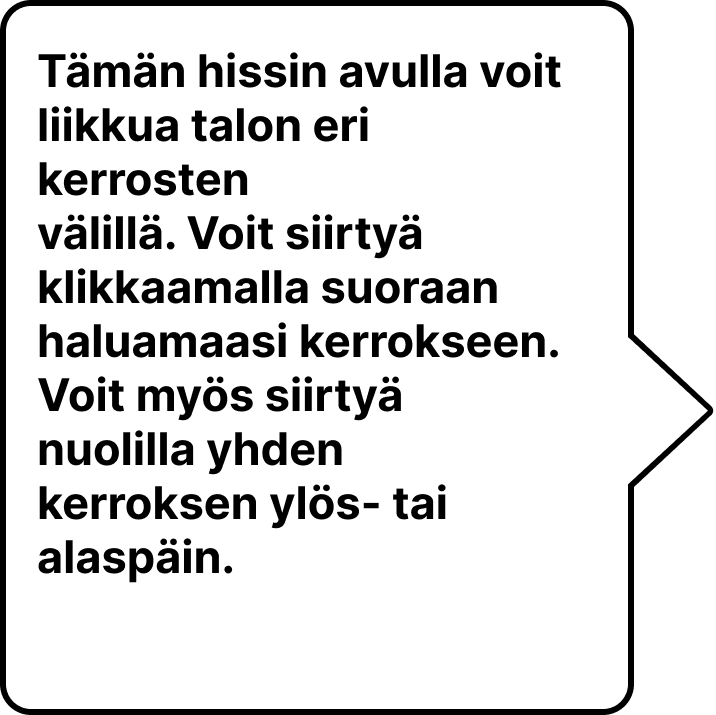 Tämän hissin avulla voit
liikkua talon eri
kerrosten
välillä. Voit siirtyä
klikkaamalla suoraan
haluamaasi kerrokseen.
Voit myös siirtyä
nuolilla yhden
kerroksen ylös- tai
alaspäin.